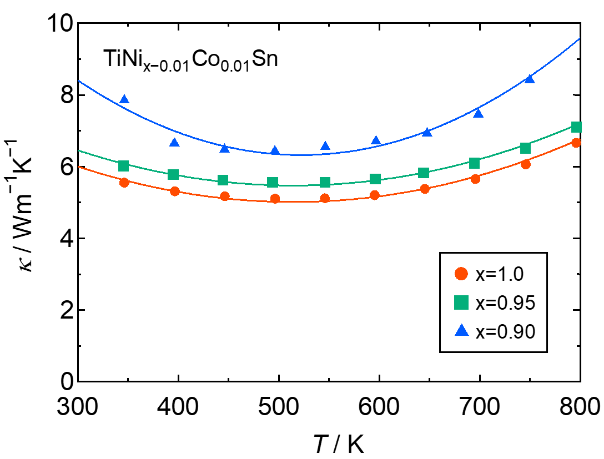 TiNiₓ₋₀.₀₁Co₀.₀₁Sn
κ / Wm⁻¹K⁻¹
10
8
6
4
2
0
x=1.0
x=0.95
x=0.90
300 400 500 600 700 800
T / K